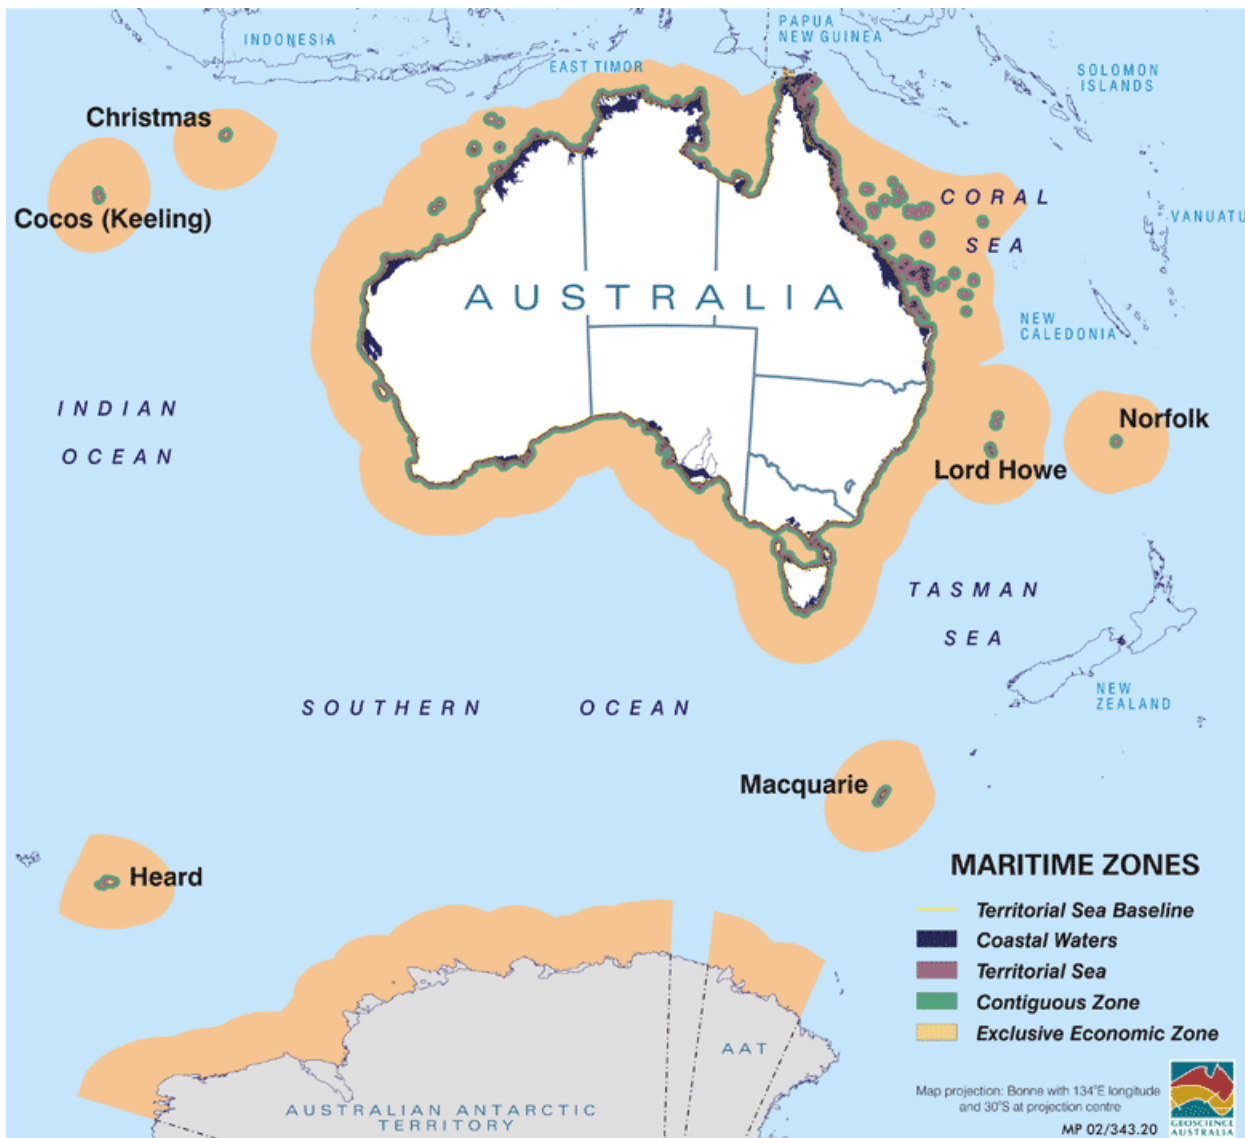 PAPUA
NEW GUINEA
INDONESIA
EAST TIMOR
SOLOMON
ISLANDS
Christmas
Cocos (Keeling)
CORAL
SEA
VANUATU
AUSTRALIA
NEW
CALEDONIA
INDIAN
OCEAN
Norfolk
Lord Howe
TASMAN
SEA
SOUTHERN OCEAN
NEW
ZEALAND
Macquarie
Heard
MARITIME ZONES
Territorial Sea Baseline
Coastal Waters
Territorial Sea
Contiguous Zone
Exclusive Economic Zone
AAT
AUSTRALIAN ANTARCTIC
TERRITORY
Map projection: Bonne with 134°E longitude
and 30°S at projection centre
MP 02/343.20
GEOSCIENCE
AUSTRALIA